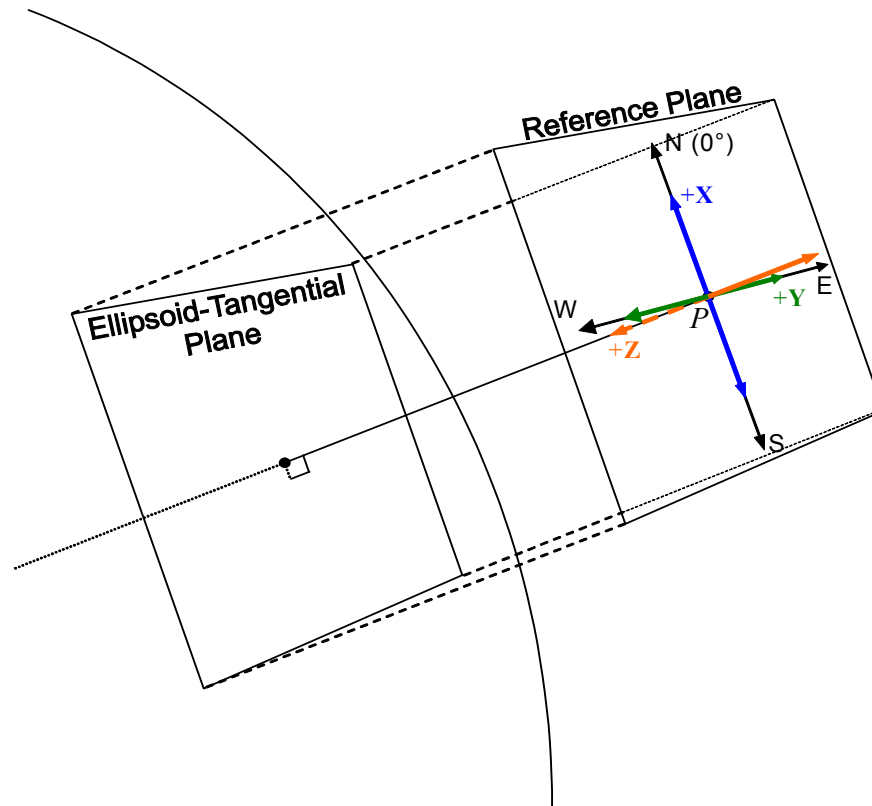 Reference Plane
N (0°)
+X
E
+Y
W
P
+Z
Ellipsoid-Tangential
Plane
S